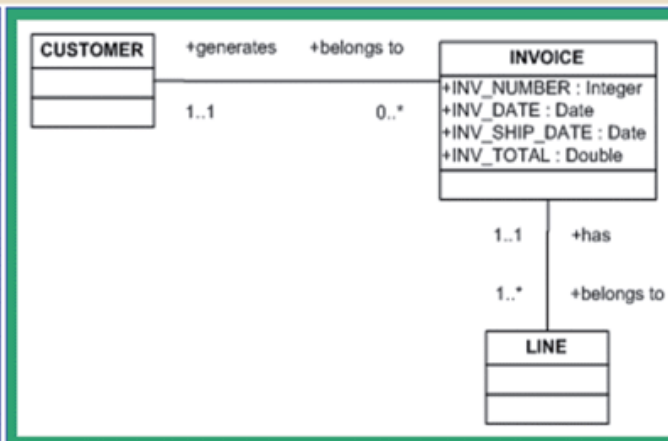 CUSTOMER
+generates
+belongs to
1..1
0..*
INVOICE
+INV_NUMBER : Integer
+INV_DATE : Date
+INV_SHIP_DATE : Date
+INV_TOTAL : Double
1..1
+has
1..*
+belongs to
LINE